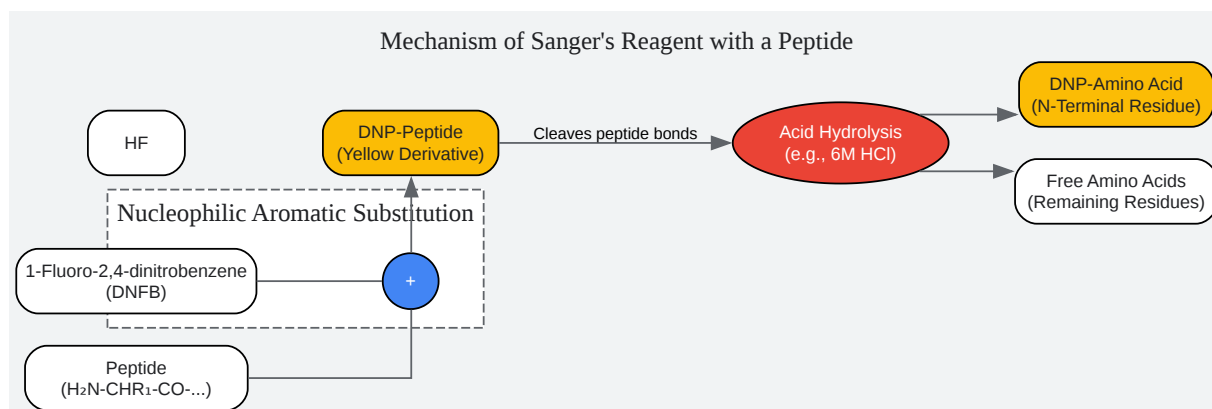 Mechanism of Sanger's Reagent with a Peptide
HF
DNP-Peptide
(Yellow Derivative)
Cleaves peptide bonds
Acid Hydrolysis
(e.g., 6M HCl)
DNP-Amino Acid
(N-Terminal Residue)
Free Amino Acids
(Remaining Residues)
Nucleophilic Aromatic Substitution
1-Fluoro-2,4-dinitrobenzene
(DNFB)
+
Peptide
(H₂N-CHR₁-CO-...)